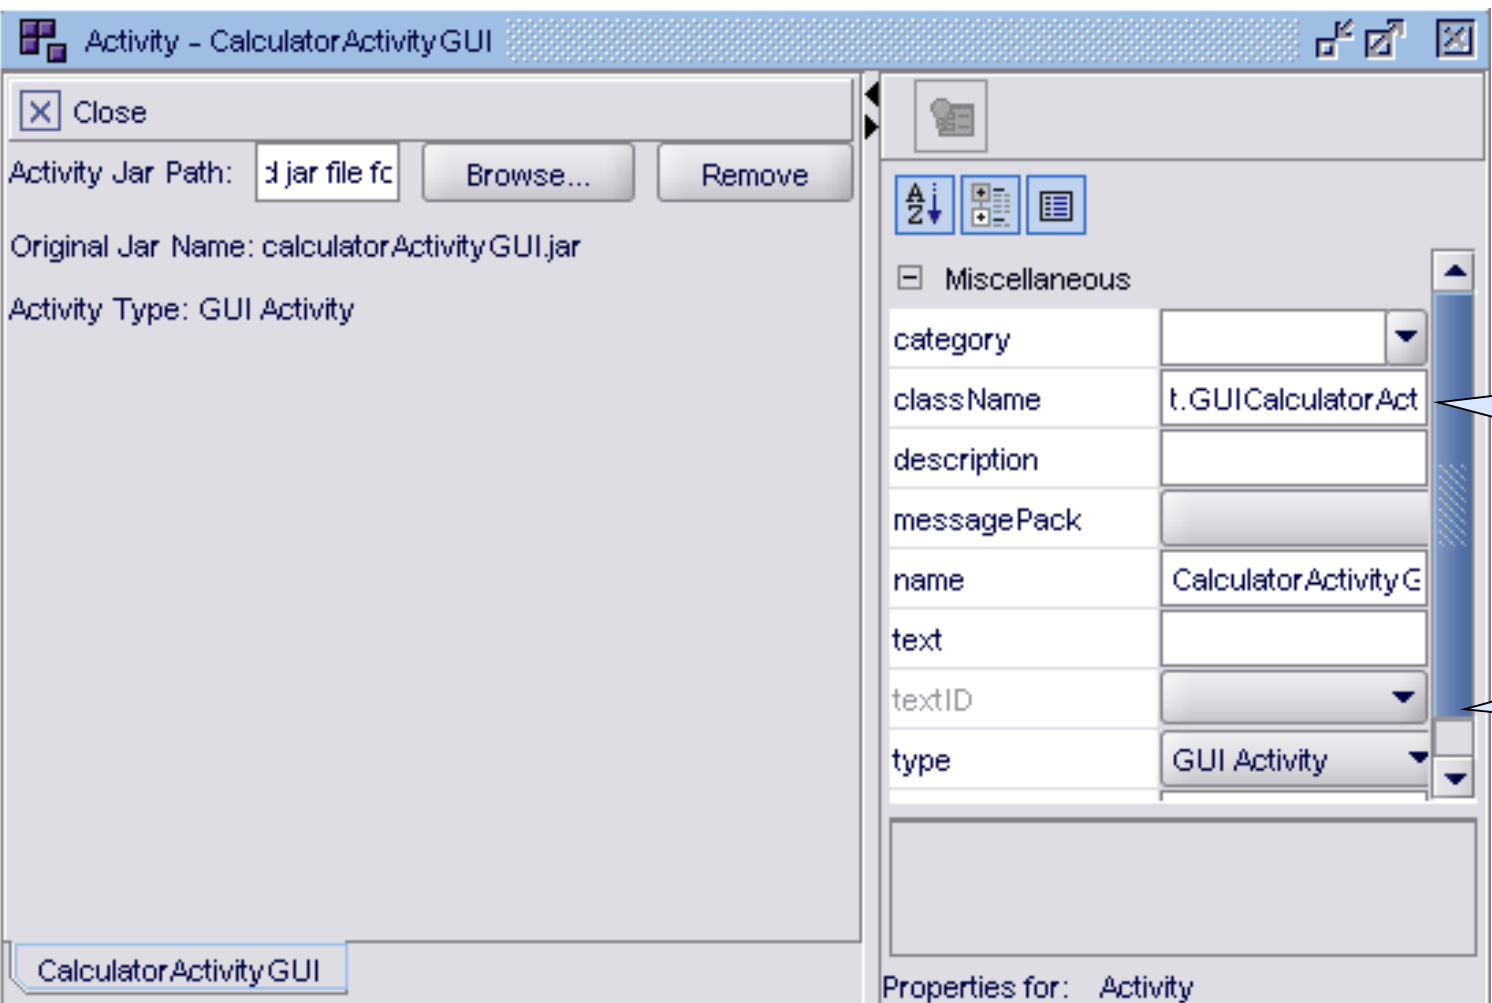 Activity - CalculatorActivityGUI
Close
Activity Jar Path: d jar file fo Browse... Remove
Original Jar Name: calculatorActivityGUI.jar
Activity Type: GUI Activity
CalculatorActivityGUI
A
Z
Miscellaneous
category
className t.GUICalculatorAct
description
messagePack
name CalculatorActivityG
text
textID
type GUI Activity
Properties for: Activity